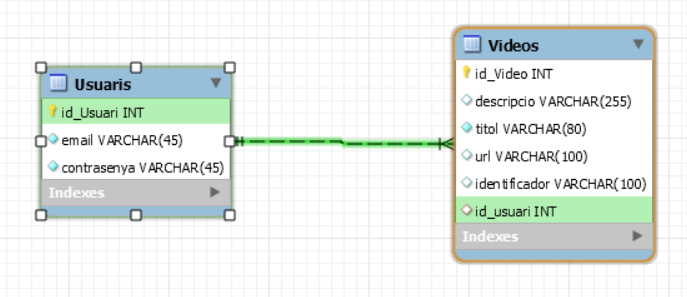 Usuaris
id_Usuari INT
email VARCHAR(45)
contrasenya VARCHAR(45)
Indexes
Videos
id_Video INT
descripcio VARCHAR(255)
titol VARCHAR(80)
url VARCHAR(100)
identificador VARCHAR(100)
id_usuari INT
Indexes